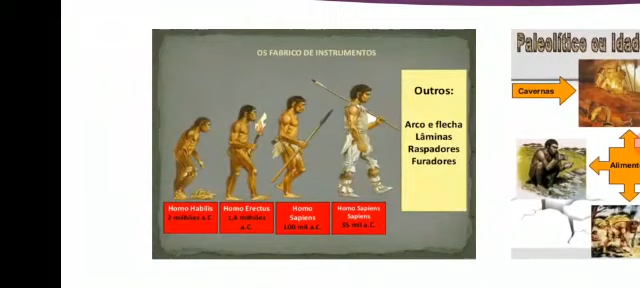 OS FABRICO DE INSTRUMENTOS
Outros:
Arco e flecha
Lâminas
Raspadores
Furadores
Homo Habilis
2 milhões a.C.
Homo Erectus
1,6 milhões
a.C.
Homo
Sapiens
100 mil a.C.
Homo Sapiens
Sapiens
35 mil a.C.
Paleolítico ou Idad
Cavernas
Aliment